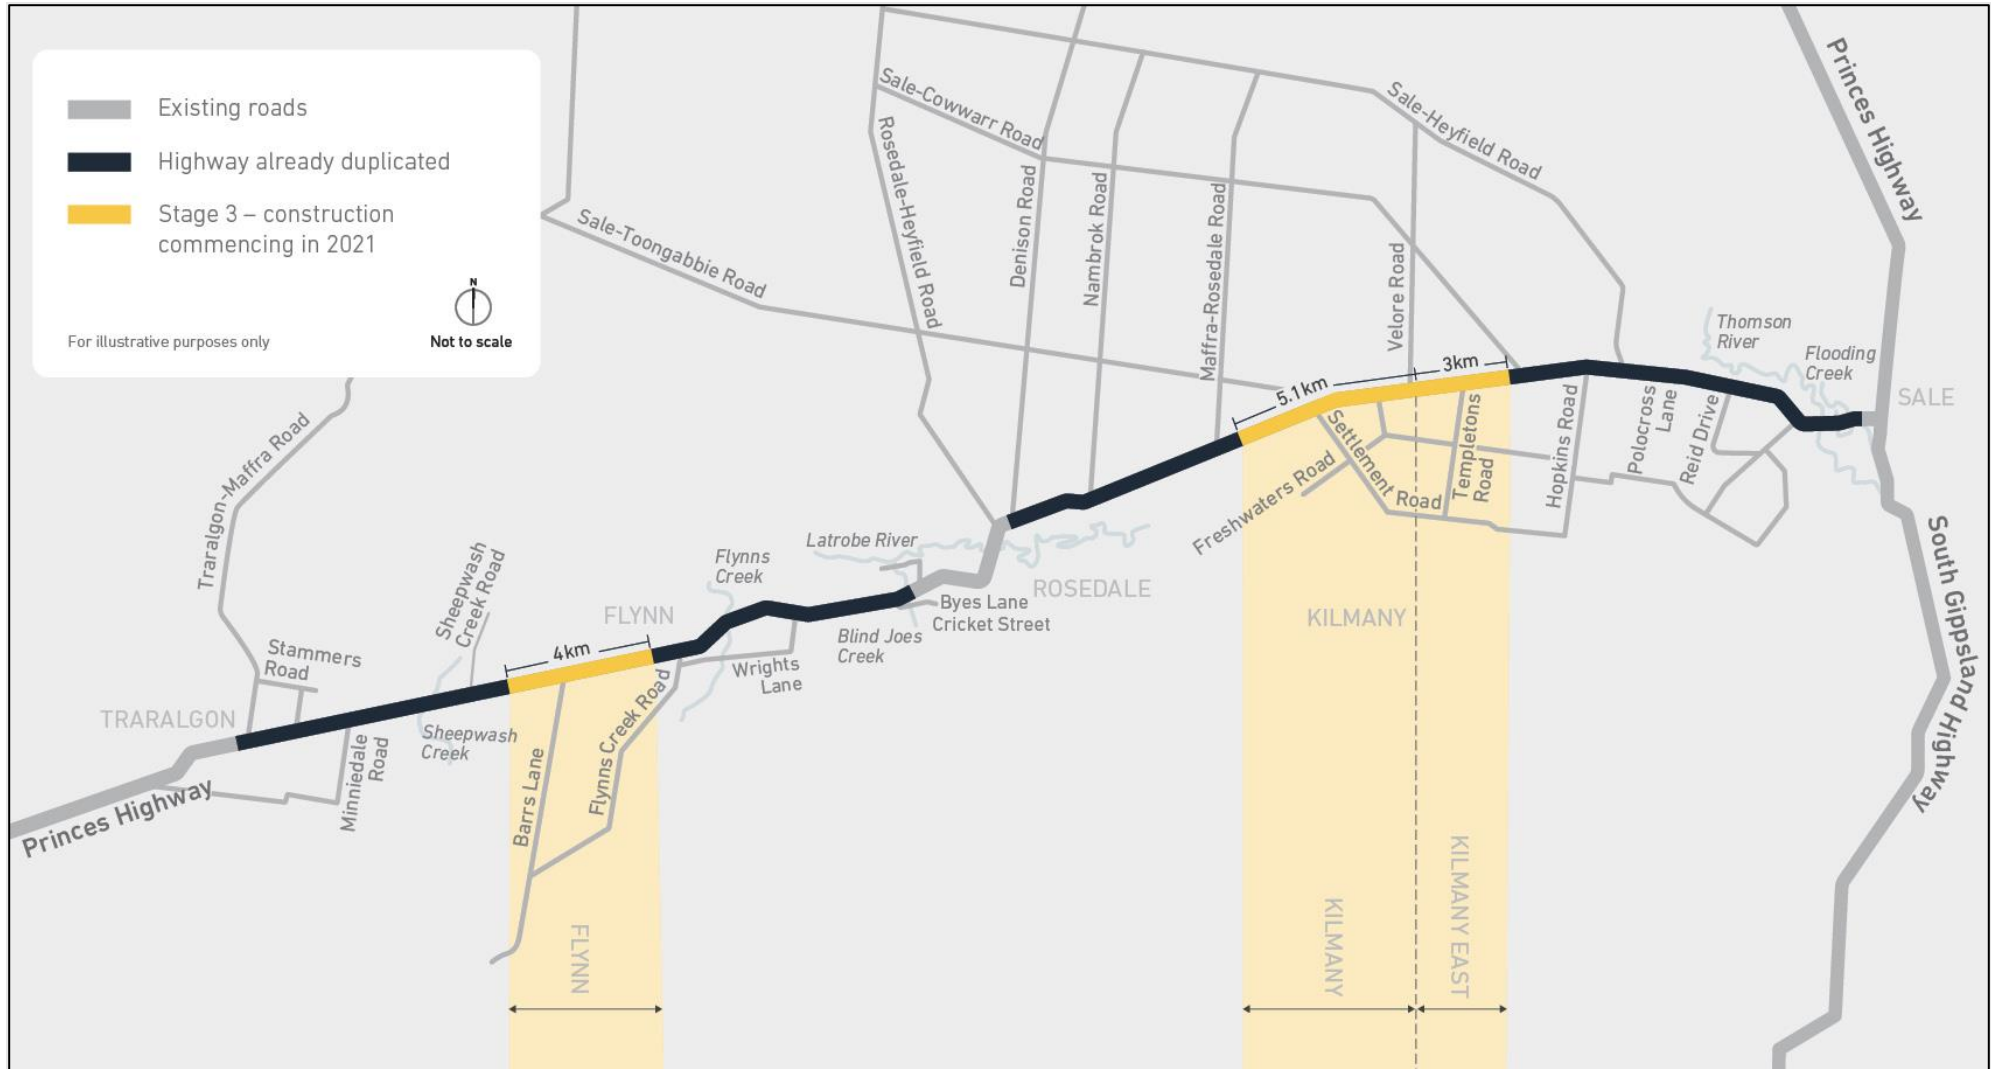 Existing roads
Highway already duplicated
Stage 3 – construction
commencing in 2021
For illustrative purposes only
N
Not to scale
Princes Highway
Sale-Cowwarr Road
Sale-Heyfield Road
Rosedale-Heyfield Road
Denison Road
Nambrok Road
Maffra-Rosedale Road
Velore Road
Sale-Toongabbie Road
Thomson
River
Flooding
Creek
SALE
3km
5.1km
Settlement Road
Templetons
Road
Hopkins Road
Polocross
Lane
Reid Drive
Freshwaters Road
Traralgon-Maffra Road
Sheepwash
Creek Road
Flynns
Creek
Latrobe River
ROSEDALE
Byes Lane
Cricket Street
Blind Joes
Creek
KILMANY
South Gippsland Highway
FLYNN
4km
Stammers
Road
Wrights
Lane
TRARALGON
Sheepwash
Creek
Minniedale
Road
Flynns Creek Road
Barrs Lane
Princes Highway
FLYNN
KILMANY
KILMANY EAST